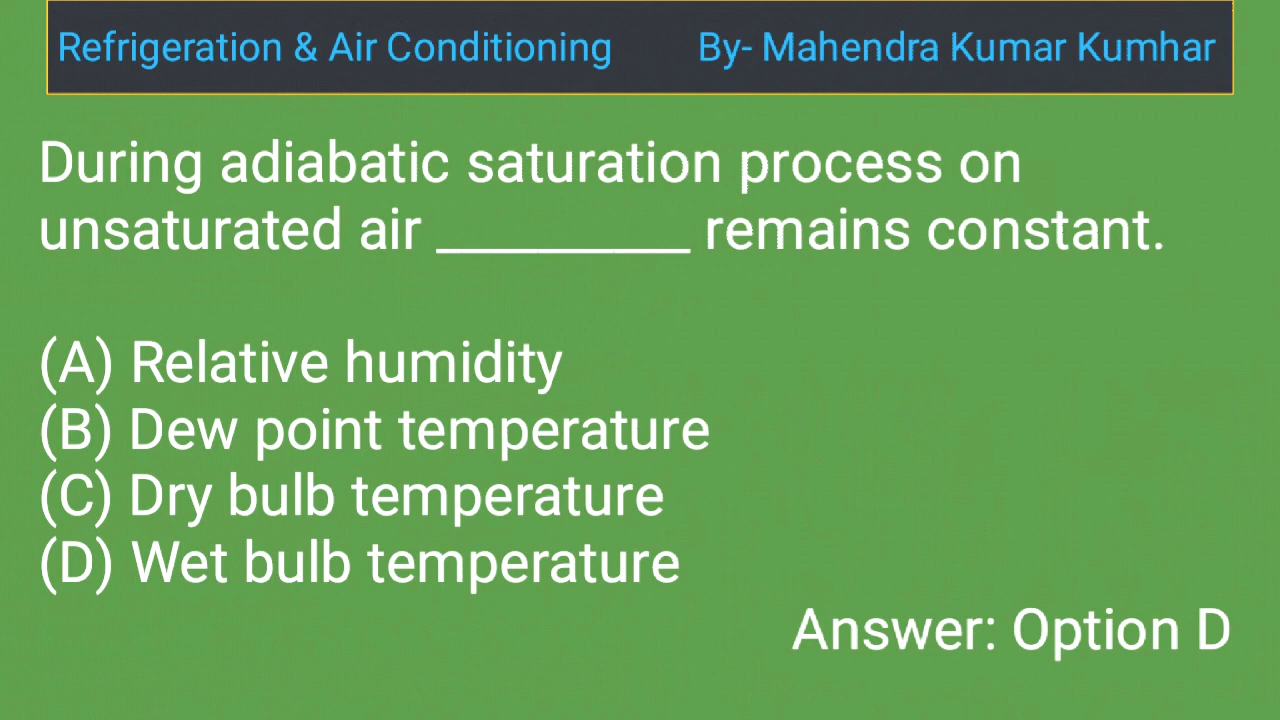 Refrigeration & Air Conditioning By- Mahendra Kumar Kumhar
During adiabatic saturation process on
unsaturated air _________ remains constant.
(A) Relative humidity
(B) Dew point temperature
(C) Dry bulb temperature
(D) Wet bulb temperature
Answer: Option D